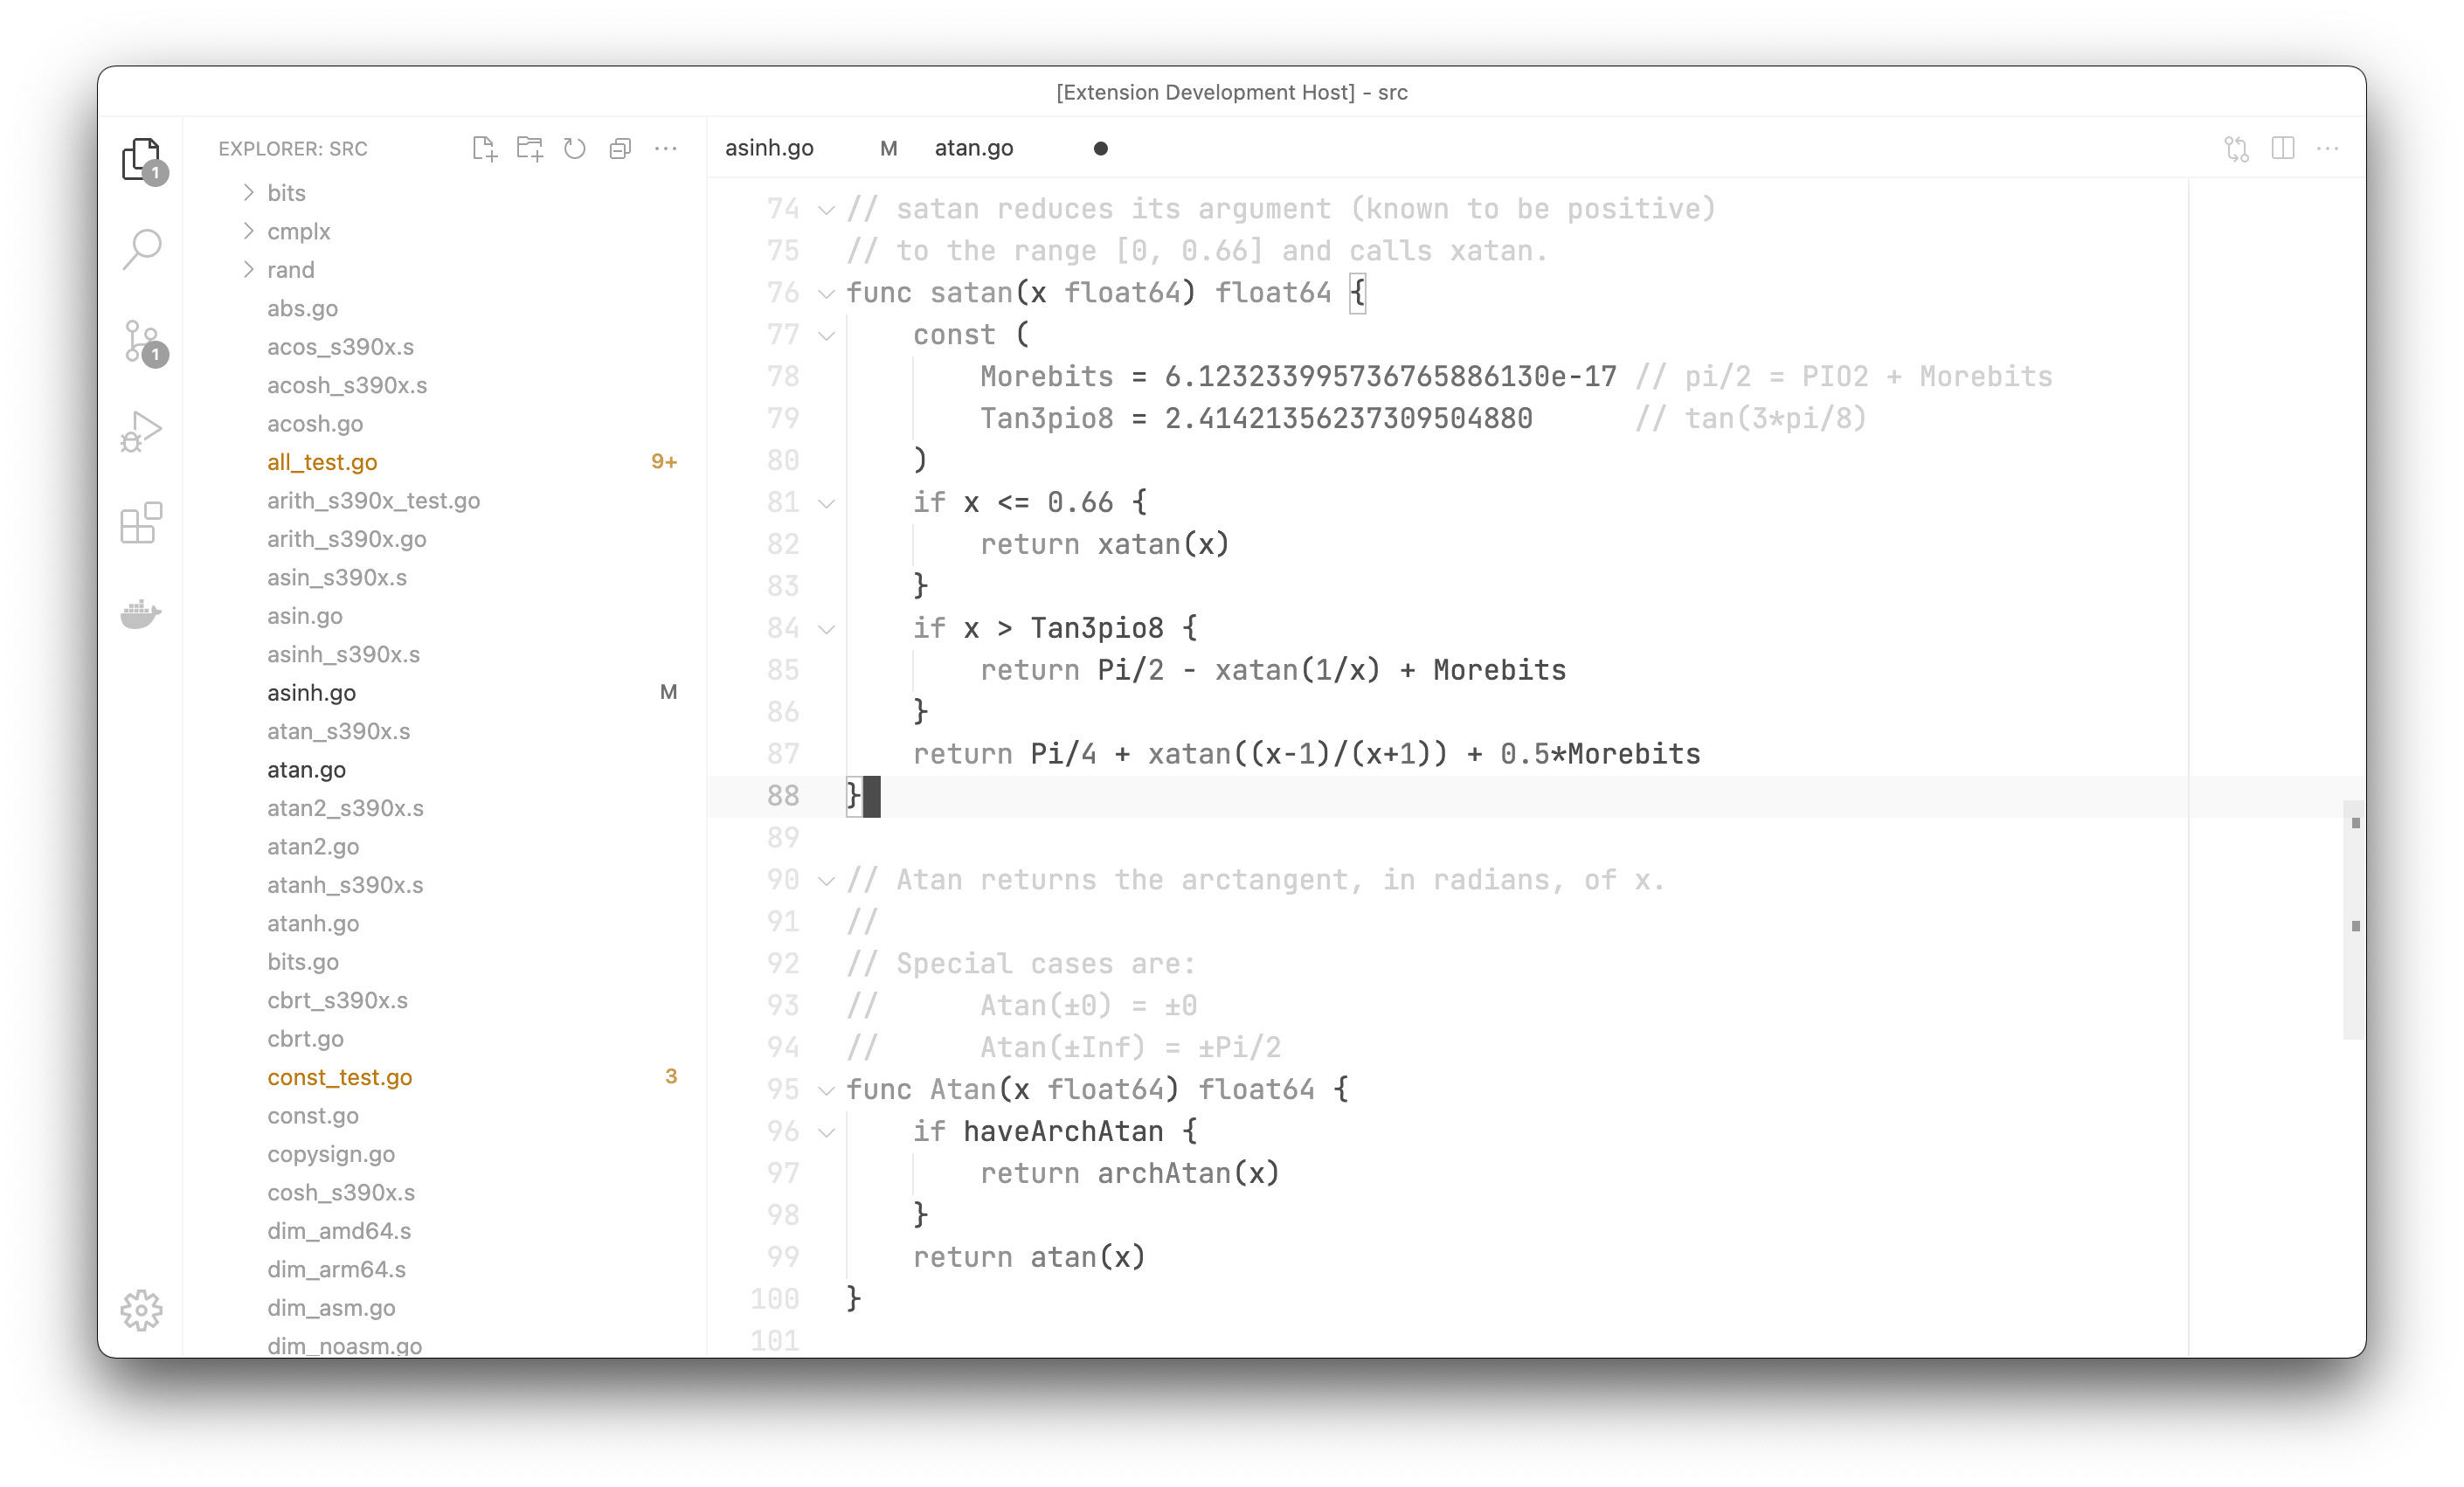 [Extension Development Host] - src
EXPLORER: SRC
1
1
bits
cmplx
rand
abs.go
acos_s390x.s
acosh_s390x.s
acosh.go
all_test.go 9+
arith_s390x_test.go
arith_s390x.go
asin_s390x.s
asin.go
asinh_s390x.s
asinh.go M
atan_s390x.s
atan.go
atan2_s390x.s
atan2.go
atanh_s390x.s
atanh.go
bits.go
cbrt_s390x.s
cbrt.go
const_test.go 3
const.go
copysign.go
cosh_s390x.s
dim_amd64.s
dim_arm64.s
dim_asm.go
dim_noasm.go
asinh.go M atan.go
74 // satan reduces its argument (known to be positive)
75 // to the range [0, 0.66] and calls xatan.
76 func satan(x float64) float64 {
77 const (
78 Morebits = 6.123233995736765886130e-17 // pi/2 = PIO2 + Morebits
79 Tan3pio8 = 2.41421356237309504880 // tan(3*pi/8)
80 )
81 if x <= 0.66 {
82 return xatan(x)
83 }
84 if x > Tan3pio8 {
85 return Pi/2 - xatan(1/x) + Morebits
86 }
87 return Pi/4 + xatan((x-1)/(x+1)) + 0.5*Morebits
88 }
89
90 // Atan returns the arctangent, in radians, of x.
91 //
92 // Special cases are:
93 // Atan(±0) = ±0
94 // Atan(±Inf) = ±Pi/2
95 func Atan(x float64) float64 {
96 if haveArchAtan {
97 return archAtan(x)
98 }
99 return atan(x)
100 }
101